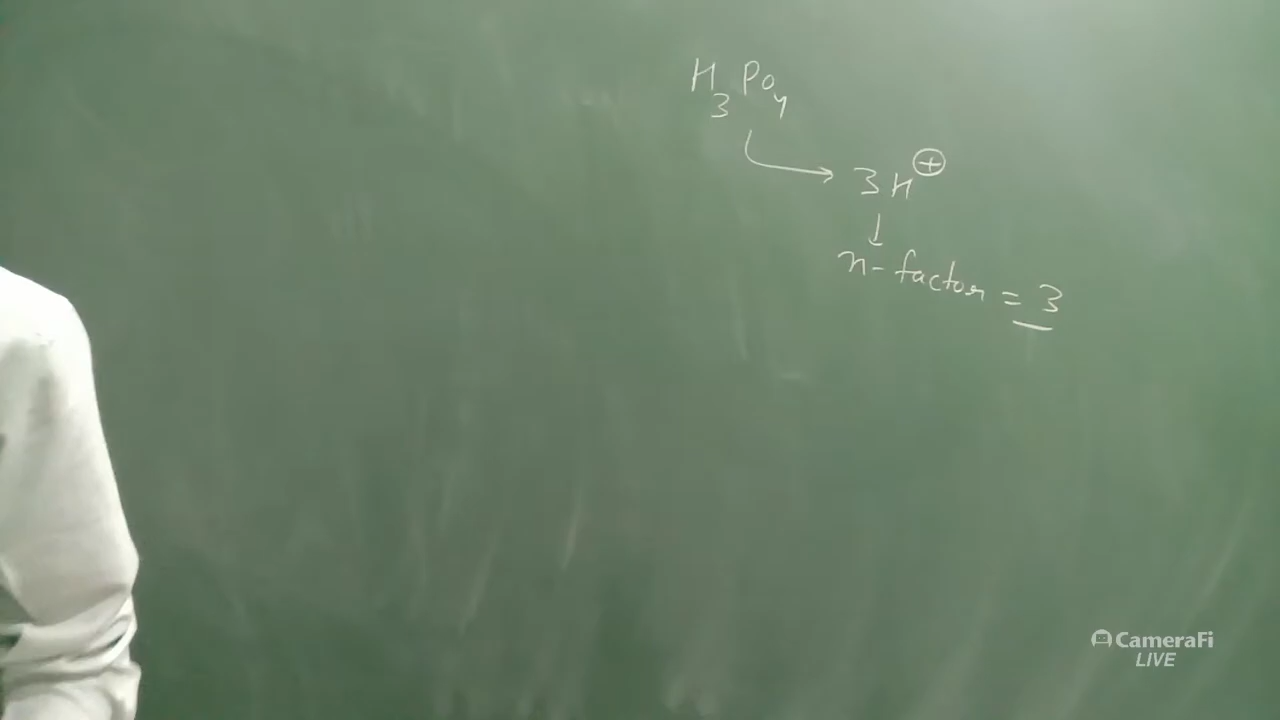 H3Po4
3H⊕
n-factor = 3
CameraFi
LIVE